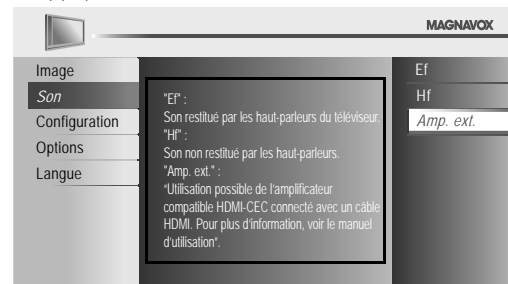 MAGNAVOX
Image
Son
Configuration
Options
Langue
"Ef" :
Son restitué par les haut-parleurs du téléviseur.
"Hf" :
Son non restitué par les haut-parleurs.
"Amp. ext." :
“Utilisation possible de l’amplificateur
compatible HDMI-CEC connecté avec un câble
HDMI. Pour plus d’information, voir le manuel
d’utilisation”.
Ef
Hf
Amp. ext.